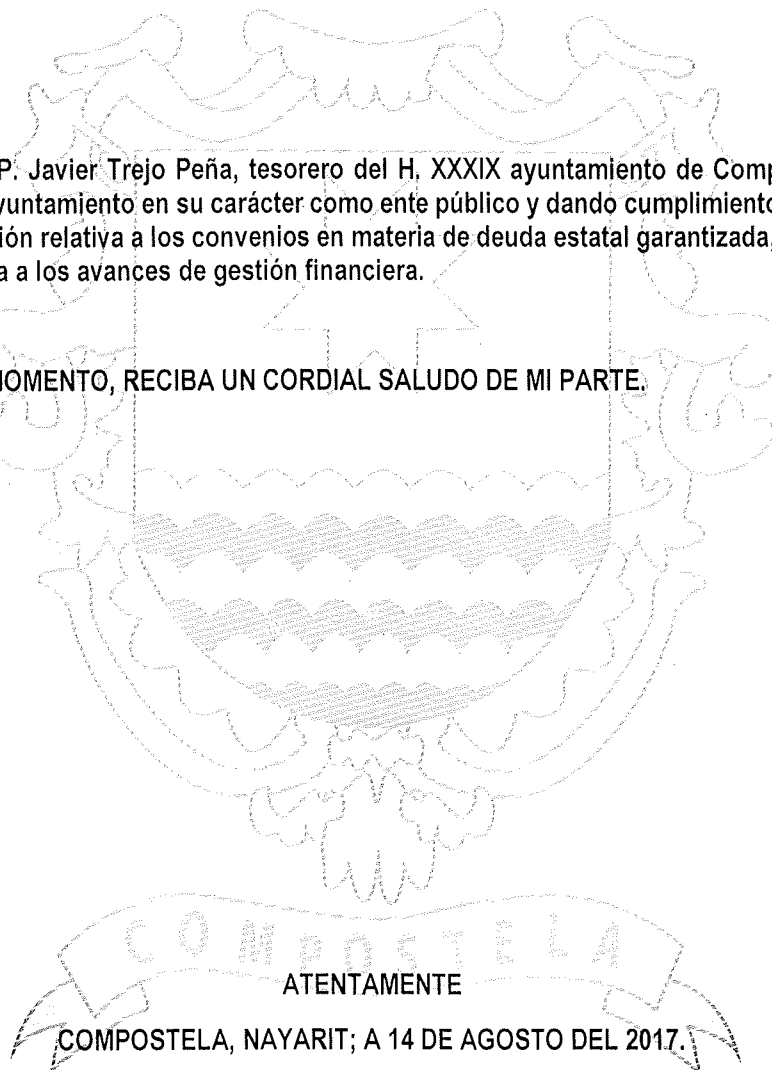 P. Javier Trejo Peña, tesorero del H. XXXIX ayuntamiento de Comp
yuntamiento en su carácter como ente público y dando cumplimiento
ión relativa a los convenios en materia de deuda estatal garantizada,
a a los avances de gestión financiera.
MOMENTO, RECIBA UN CORDIAL SALUDO DE MI PARTE.
COMPOSTELA
ATENTAMENTE
COMPOSTELA, NAYARIT; A 14 DE AGOSTO DEL 2017.